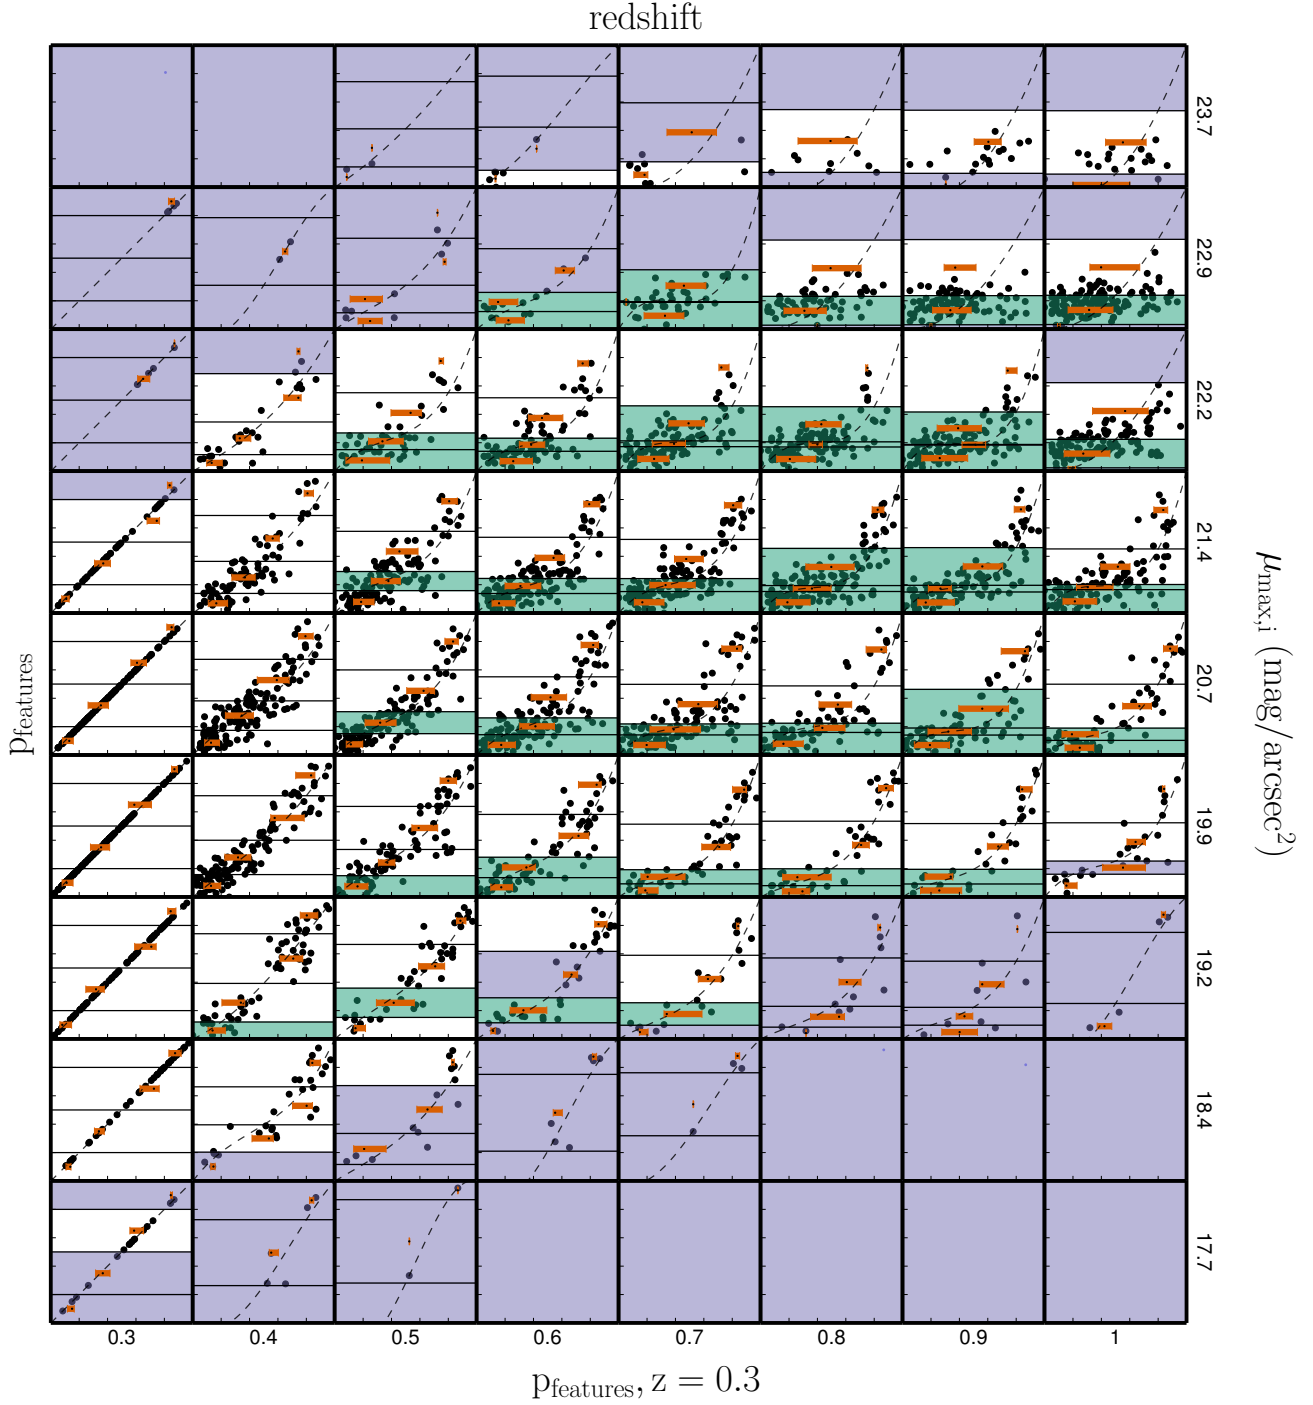 redshift
23.7
22.9
22.2
21.4
20.7
19.9
19.2
18.4
17.7
μmax,i (mag/arcsec²)
pfeatures
0.3 0.4 0.5 0.6 0.7 0.8 0.9 1
pfeatures, z = 0.3